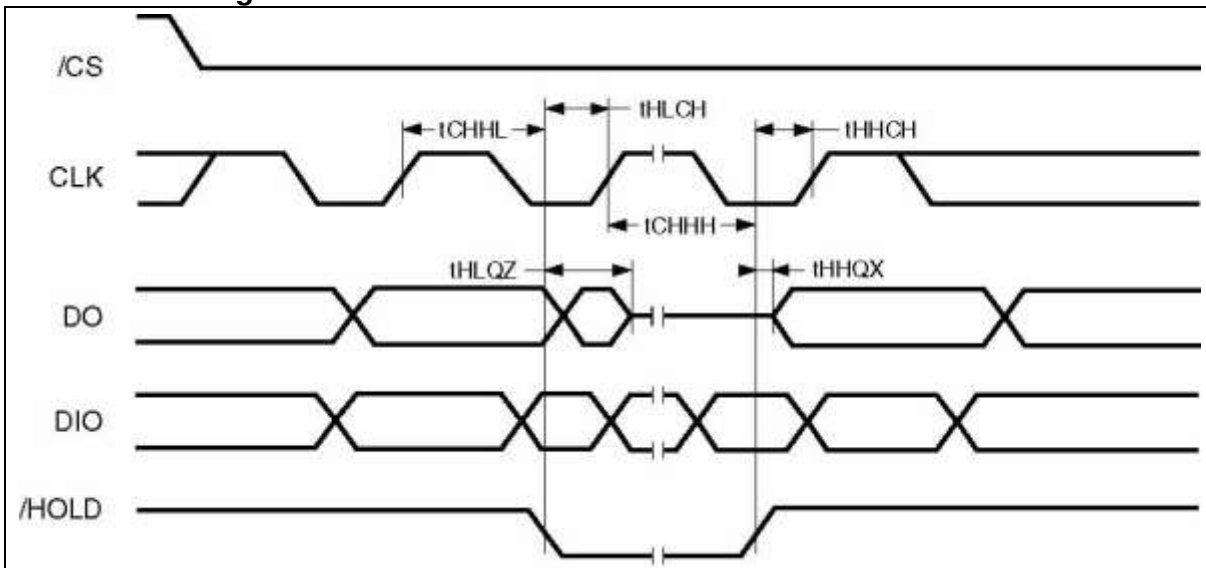 /CS
tHLCH
tHHCH
tCHHL
CLK
tCHHH
tHLQZ
tHHQX
DO
DIO
/HOLD